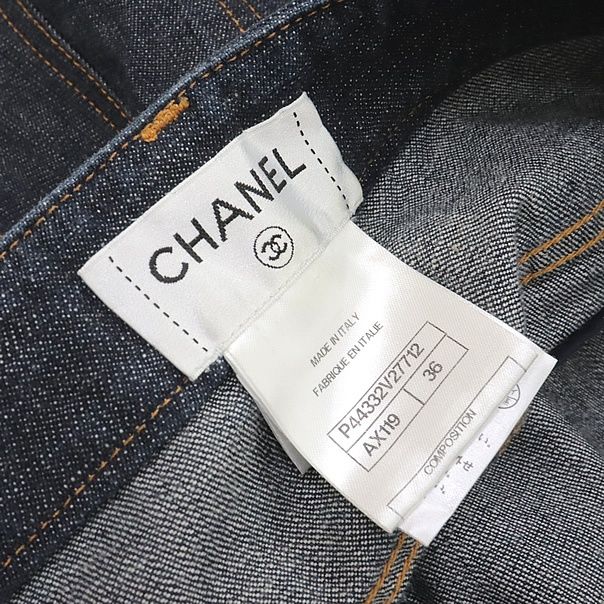 CHANEL
MADE IN ITALY
FABRIQUE EN ITALIE
P44332V27712
AX119 36
COMPOSITION